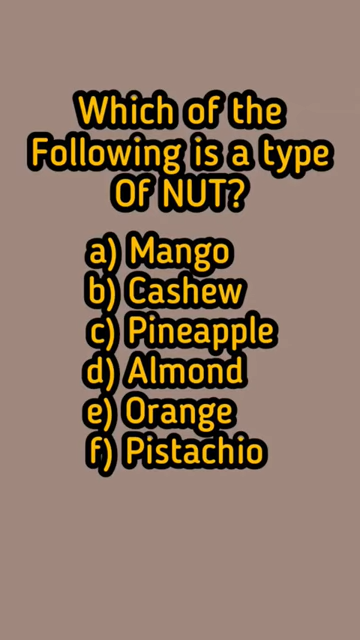 Which of the
Following is a type
Of NUT?
a) Mango
b) Cashew
c) Pineapple
d) Almond
e) Orange
f) Pistachio